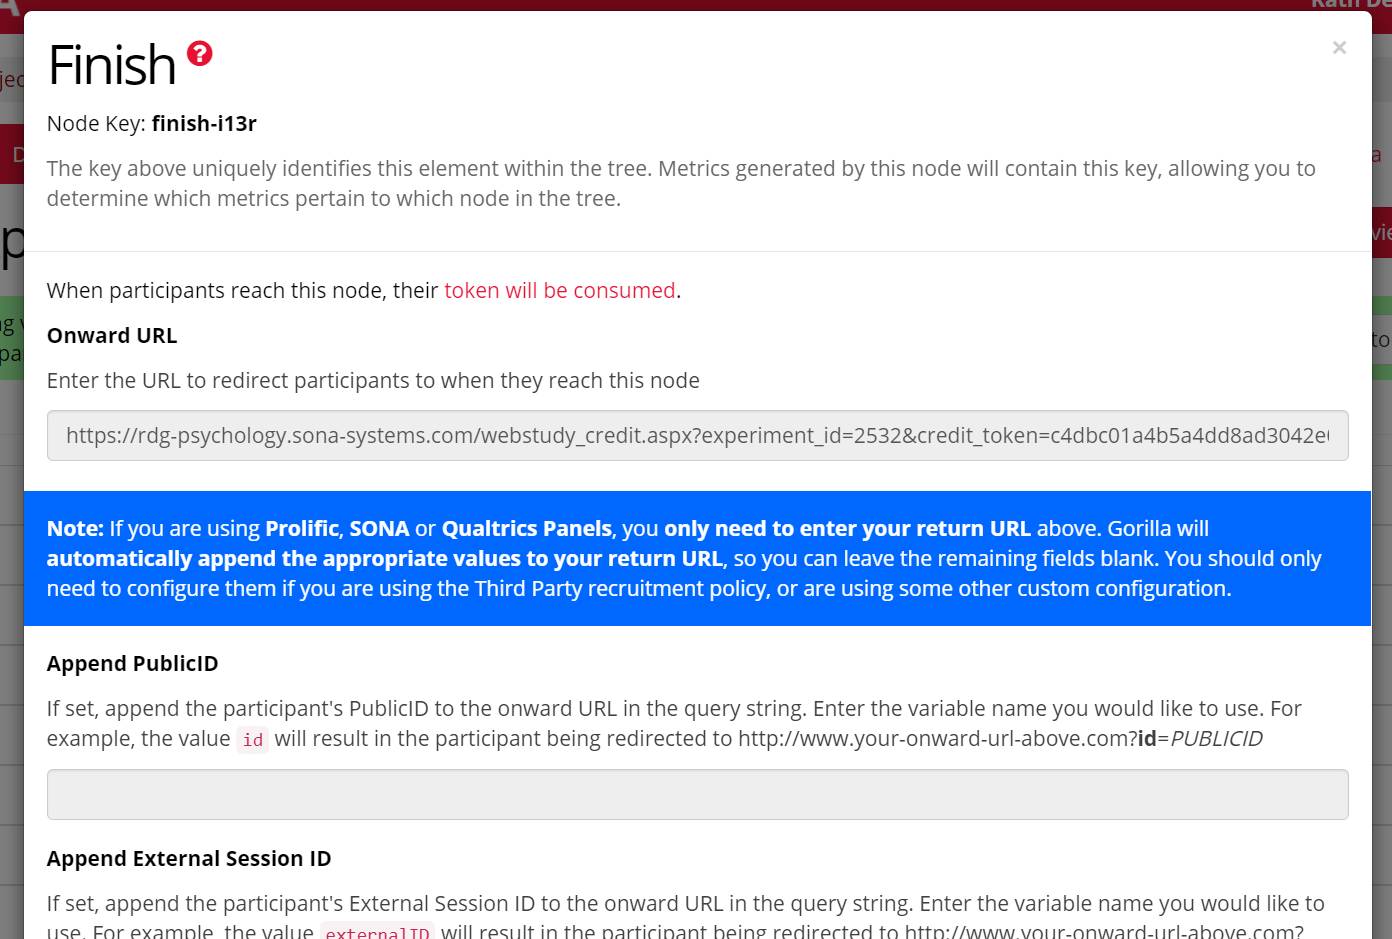 Finish ?
×
Node Key: finish-i13r
The key above uniquely identifies this element within the tree. Metrics generated by this node will contain this key, allowing you to
determine which metrics pertain to which node in the tree.
When participants reach this node, their token will be consumed.
Onward URL
Enter the URL to redirect participants to when they reach this node
https://rdg-psychology.sona-systems.com/webstudy_credit.aspx?experiment_id=2532&credit_token=c4dbc01a4b5a4dd8ad3042e
Note: If you are using Prolific, SONA or Qualtrics Panels, you only need to enter your return URL above. Gorilla will
automatically append the appropriate values to your return URL, so you can leave the remaining fields blank. You should only
need to configure them if you are using the Third Party recruitment policy, or are using some other custom configuration.
Append PublicID
If set, append the participant's PublicID to the onward URL in the query string. Enter the variable name you would like to use. For
example, the value id will result in the participant being redirected to http://www.your-onward-url-above.com?id=PUBLICID
Append External Session ID
If set, append the participant's External Session ID to the onward URL in the query string. Enter the variable name you would like to
use. For example, the value externalID will result in the participant being redirected to http://www.your-onward-url-above.com?